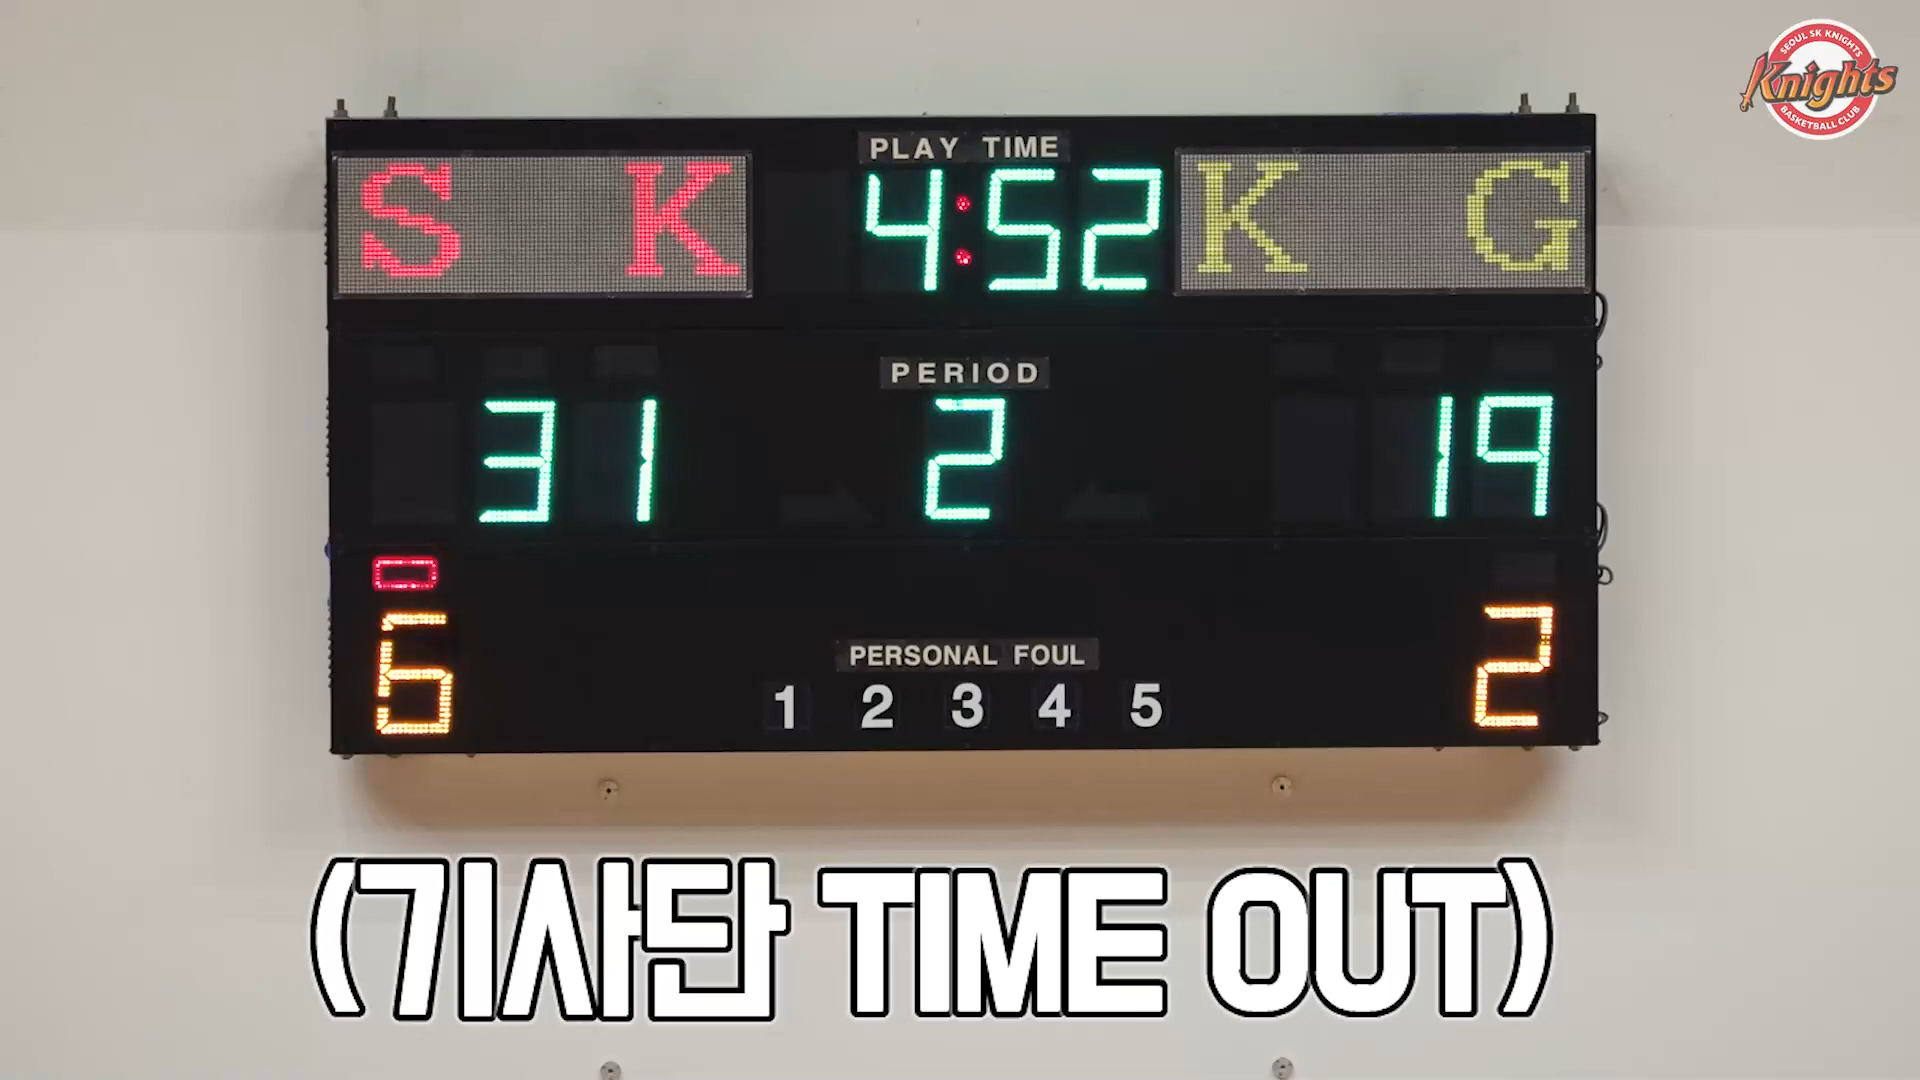 SEOUL SK KNIGHTS
Knights
BASKETBALL CLUB
PLAY TIME
S K 4:52 K G
PERIOD
31 2 19
6 2
PERSONAL FOUL
1 2 3 4 5
(기사단 TIME OUT)